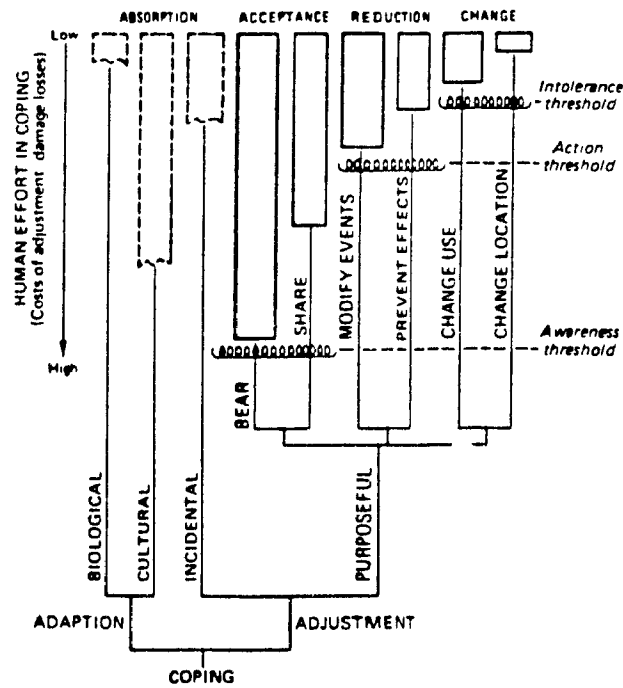 ABSORPTION ACCEPTANCE REDUCTION CHANGE
Low
HUMAN EFFORT IN COPING
(Costs of adjustment damage losses)
High
Intolerance
threshold
Action
threshold
Awareness
threshold
BEAR
SHARE
MODIFY EVENTS
PREVENT EFFECTS
CHANGE USE
CHANGE LOCATION
BIOLOGICAL
CULTURAL
INCIDENTAL
PURPOSEFUL
ADAPTION
ADJUSTMENT
COPING